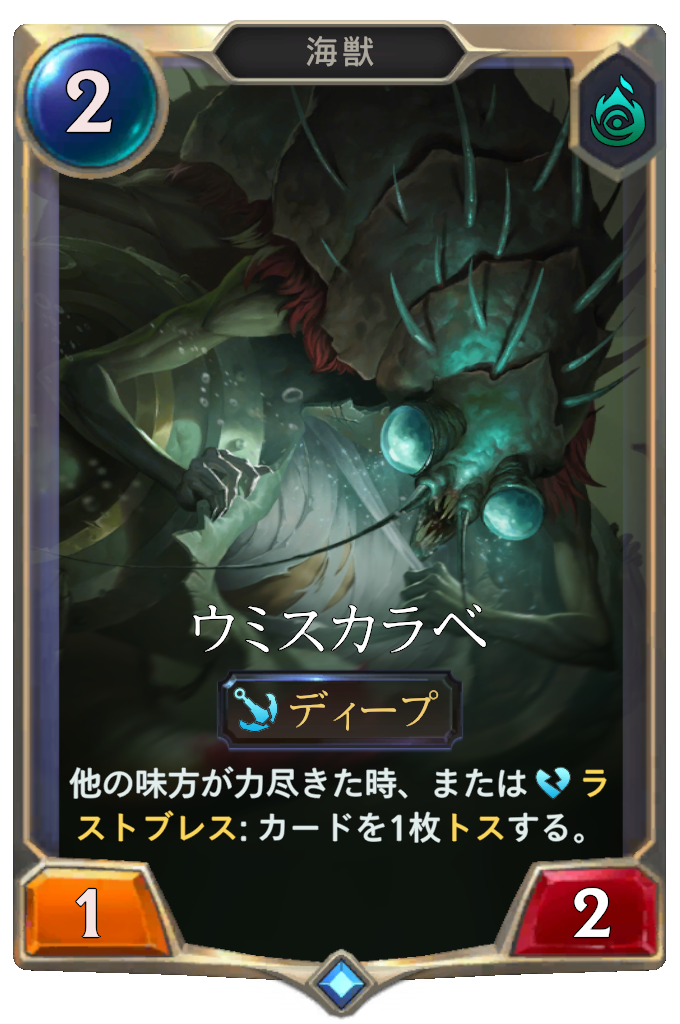 海獣
2
ウミスカラベ
ディープ
他の味方が力尽きた時、または ラ
ストブレス: カードを1枚トスする。
1
2